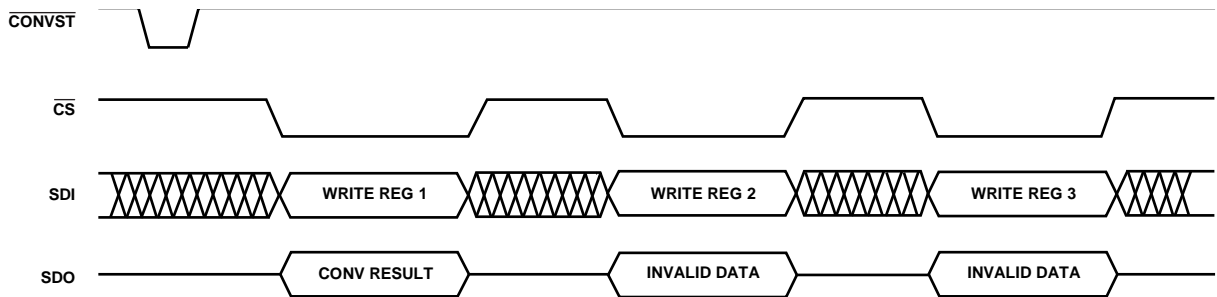 CONVST
CS
SDI WRITE REG 1 WRITE REG 2 WRITE REG 3
SDO CONV RESULT INVALID DATA INVALID DATA